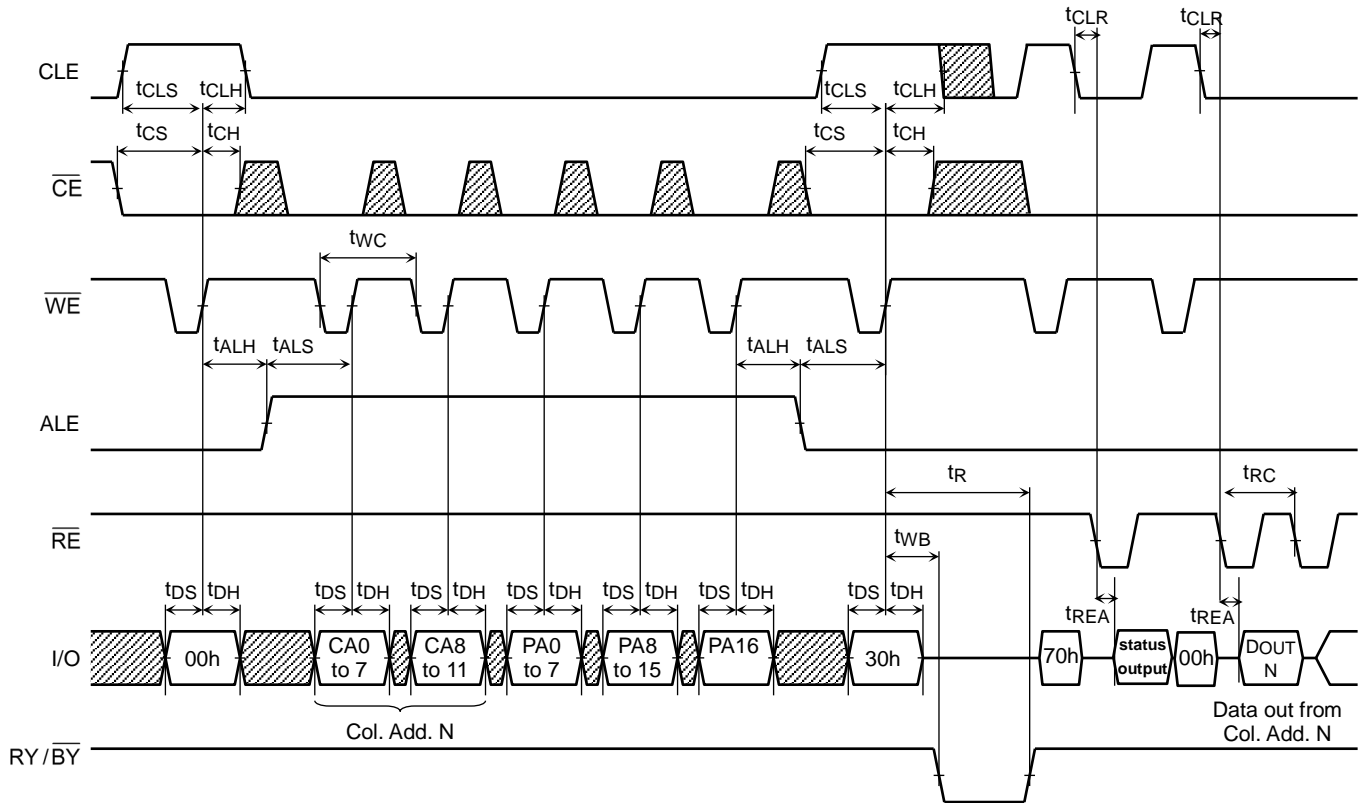 tCLR tCLR
CLE
tCLS tCLH tCLS tCLH
tCS tCH tCS tCH
CE
tWC
WE
tALH tALS tALH tALS
ALE
tR tRC
RE
tWB
tDS tDH tDS tDH tDS tDH tDS tDH tDS tDH tDS tDH tDS tDH
tREA tREA
I/O
00h
CA0
to 7
CA8
to 11
PA0
to 7
PA8
to 15
PA16
30h
70h
status
output
00h
DOUT
N
Col. Add. N
Data out from
Col. Add. N
RY/BY